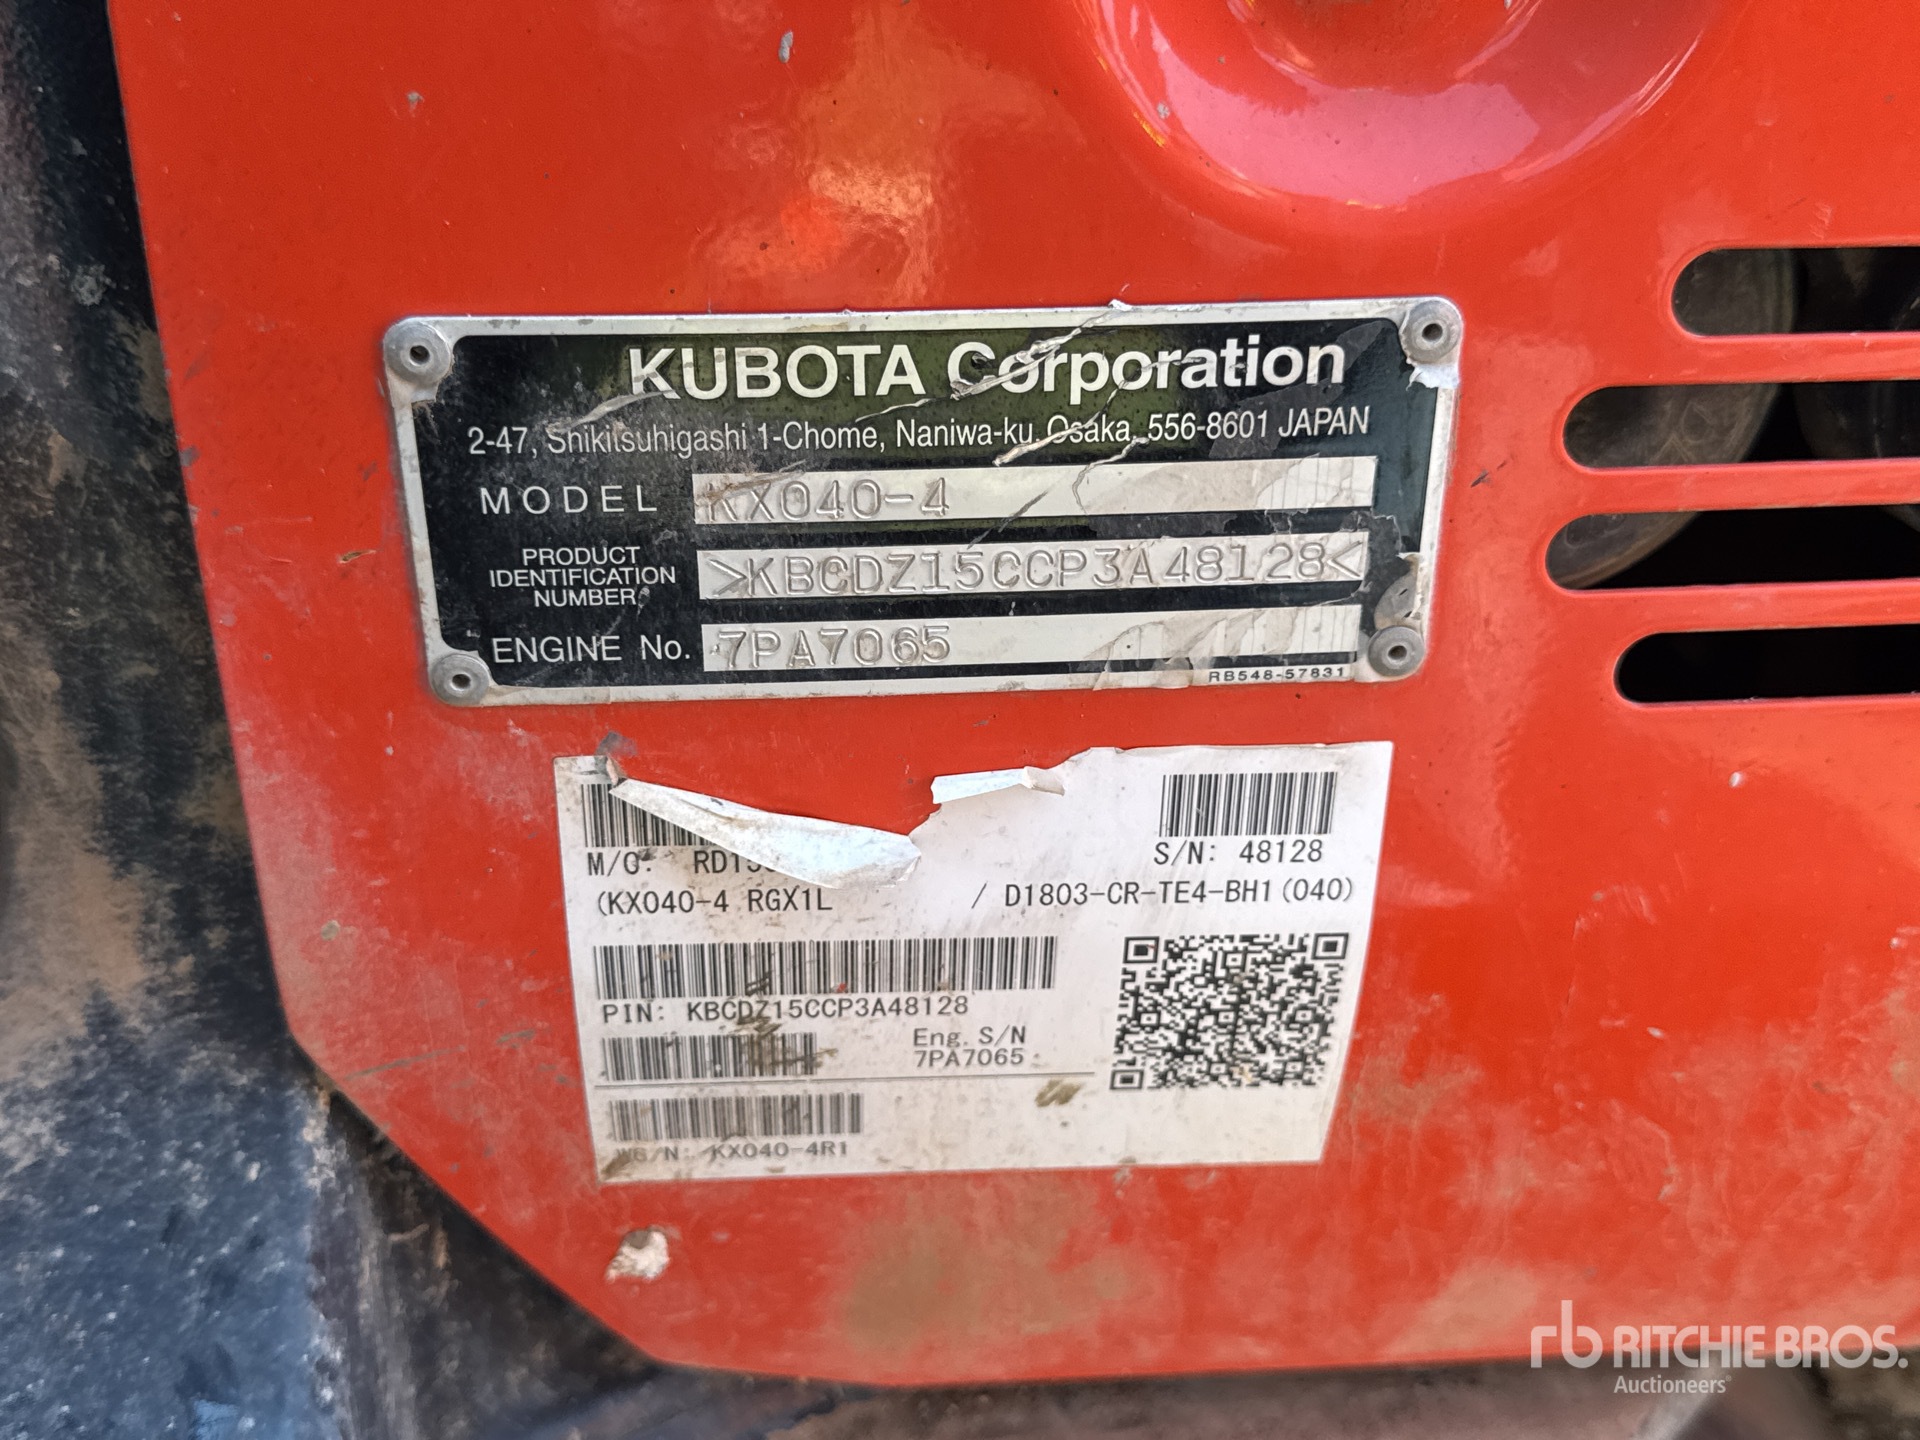 KUBOTA Corporation
2-47, Shikitsuhigashi 1-Chome, Naniwa-ku, Osaka, 556-8601 JAPAN
MODEL KX040-4
PRODUCT IDENTIFICATION NUMBER >KBCDZ15CCP3A48128<
ENGINE No. 7PA7065
RB548-57831
M/C: S/N: 48128
(KX040-4 RGX1L / D1803-CR-TE4-BH1(040)
PIN: KBCDZ15CCP3A48128
Eng. S/N
7PA7065
KX040-4R1
rb RITCHIE BROS.
Auctioneers